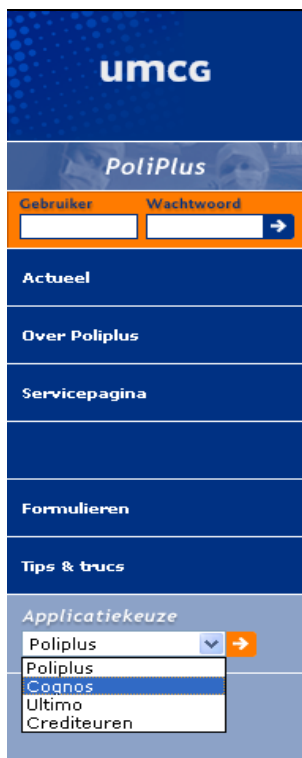 umcG
PoliPlus
Gebruiker Wachtwoord
Actueel
Over Poliplus
Servicepagina
Formulieren
Tips & trucs
Applicatiekeuze
Poliplus
Poliplus
Cognos
Ultimo
Crediteuren